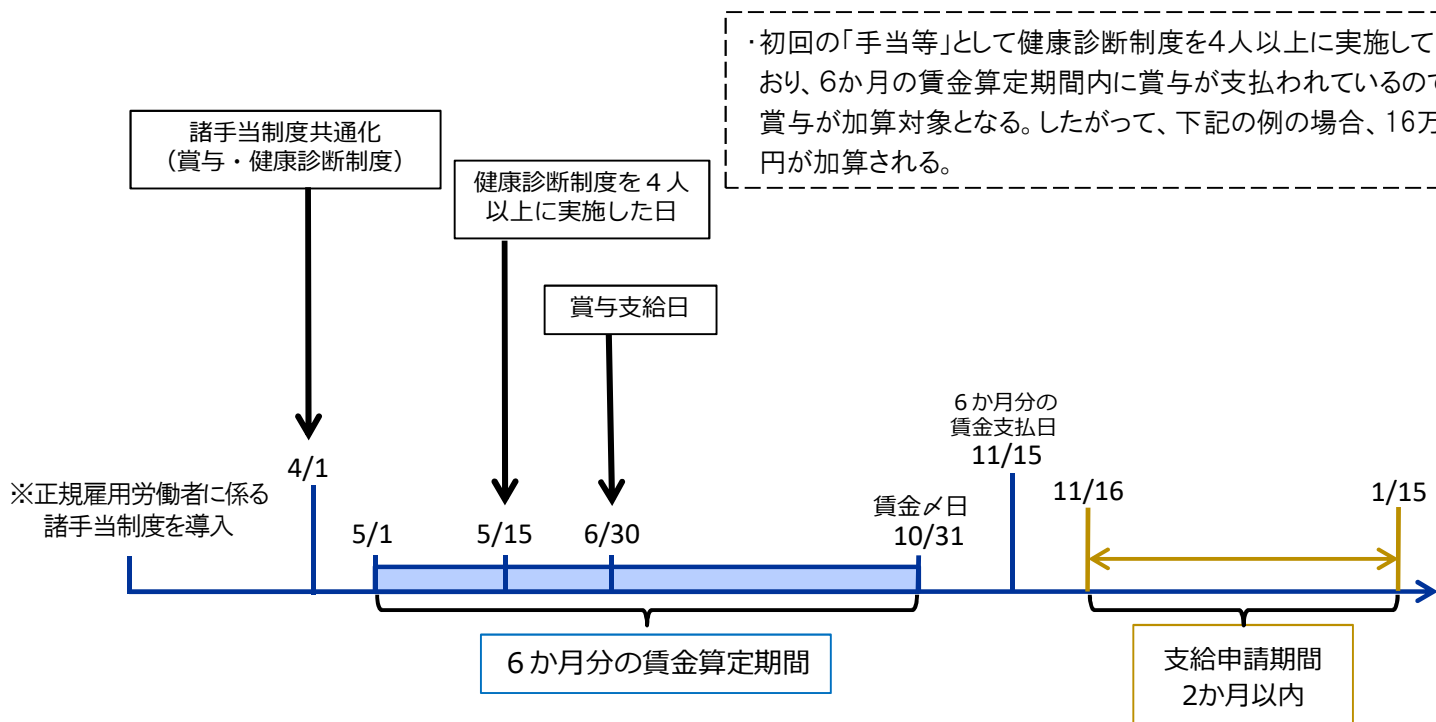 ・初回の「手当等」として健康診断制度を4人以上に実施して
おり、6か月の賃金算定期間内に賞与が支払われているので
賞与が加算対象となる。したがって、下記の例の場合、16万
円が加算される。
諸手当制度共通化
（賞与・健康診断制度）
健康診断制度を４人
以上に実施した日
賞与支給日
６か月分の
賃金支払日
11/15
4/1
※正規雇用労働者に係る
諸手当制度を導入
5/1
5/15
6/30
賃金〆日
10/31
11/16
1/15
６か月分の賃金算定期間
支給申請期間
2か月以内